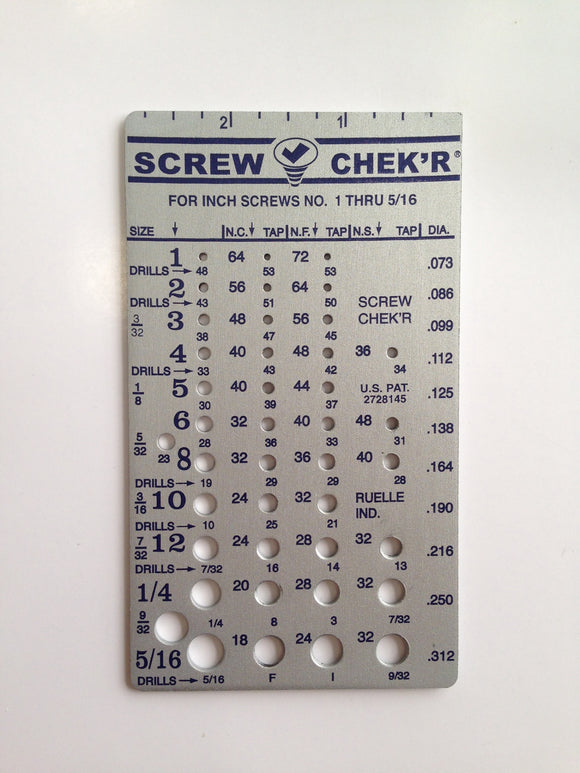 2 1
SCREW CHEK'R®
FOR INCH SCREWS NO. 1 THRU 5/16
SIZE N.C. TAP N.F. TAP N.S. TAP DIA.
1 64 72 .073
DRILLS → 48 53 53
2 56 64 .086
DRILLS → 43 51 50
SCREW
CHEK'R
3/32 3 48 56 .099
38 47 45
4 40 48 36 .112
DRILLS → 33 43 42 34
1/8 5 40 44 .125
30 39 37
U.S. PAT.
2728145
6 32 40 48 .138
28 36 33 31
5/32 23
8 32 36 40 .164
DRILLS → 19 29 29 28
3/16 10 24 32 .190
DRILLS → 10 25 21
RUELLE
IND.
7/32 12 24 28 32 .216
DRILLS → 7/32 16 14 13
1/4 20 28 32 .250
1/4 8 3 7/32
9/32
5/16 18 24 32 .312
DRILLS → 5/16 F I 9/32